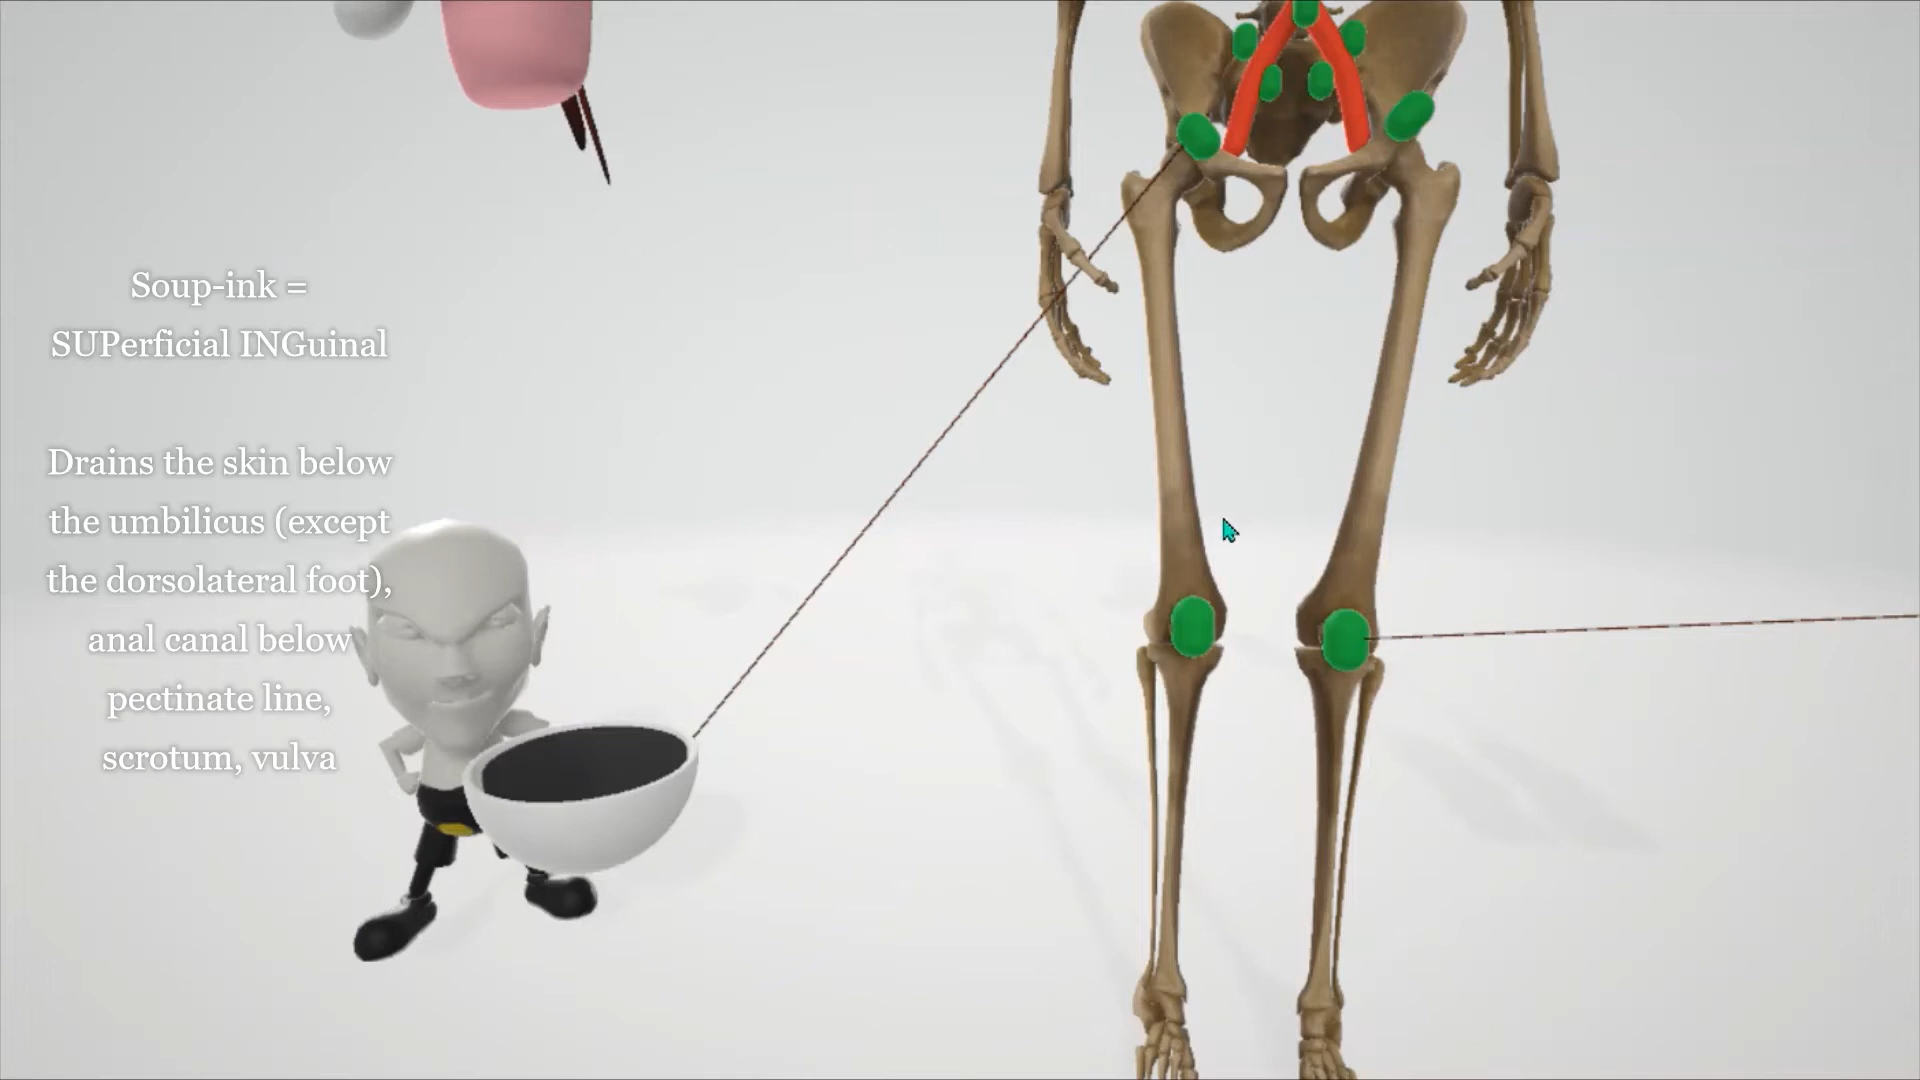 Soup-ink =
SUPerficial INGuinal
Drains the skin below
the umbilicus (except
the dorsolateral foot),
anal canal below
pectinate line,
scrotum, vulva